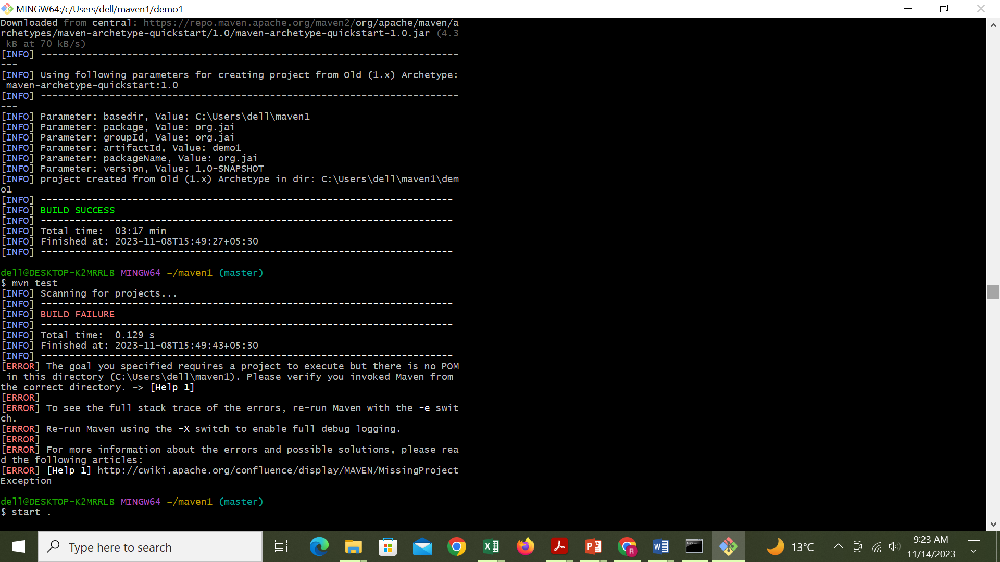 MINGW64:/c/Users/dell/maven1/demo1
Downloaded from central: https://repo.maven.apache.org/maven2/org/apache/maven/a
rchetypes/maven-archetype-quickstart/1.0/maven-archetype-quickstart-1.0.jar (4.3
 kB at 70 kB/s)
[INFO] -------------------------------------------------------------------------
---
[INFO] Using following parameters for creating project from Old (1.x) Archetype:
 maven-archetype-quickstart:1.0
[INFO] -------------------------------------------------------------------------
---
[INFO] Parameter: basedir, Value: C:\Users\dell\maven1
[INFO] Parameter: package, Value: org.jai
[INFO] Parameter: groupId, Value: org.jai
[INFO] Parameter: artifactId, Value: demo1
[INFO] Parameter: packageName, Value: org.jai
[INFO] Parameter: version, Value: 1.0-SNAPSHOT
[INFO] project created from Old (1.x) Archetype in dir: C:\Users\dell\maven1\dem
o1
[INFO] ------------------------------------------------------------------------
[INFO] BUILD SUCCESS
[INFO] ------------------------------------------------------------------------
[INFO] Total time:  03:17 min
[INFO] Finished at: 2023-11-08T15:49:27+05:30
[INFO] ------------------------------------------------------------------------
dell@DESKTOP-K2MRRLB MINGW64 ~/maven1 (master)
$ mvn test
[INFO] Scanning for projects...
[INFO] ------------------------------------------------------------------------
[INFO] BUILD FAILURE
[INFO] ------------------------------------------------------------------------
[INFO] Total time:  0.129 s
[INFO] Finished at: 2023-11-08T15:49:43+05:30
[INFO] ------------------------------------------------------------------------
[ERROR] The goal you specified requires a project to execute but there is no POM
 in this directory (C:\Users\dell\maven1). Please verify you invoked Maven from
the correct directory. -> [Help 1]
[ERROR]
[ERROR] To see the full stack trace of the errors, re-run Maven with the -e swit
ch.
[ERROR] Re-run Maven using the -X switch to enable full debug logging.
[ERROR]
[ERROR] For more information about the errors and possible solutions, please rea
d the following articles:
[ERROR] [Help 1] http://cwiki.apache.org/confluence/display/MAVEN/MissingProject
Exception
dell@DESKTOP-K2MRRLB MINGW64 ~/maven1 (master)
$ start .
Type here to search
13°C
9:23 AM
11/14/2023